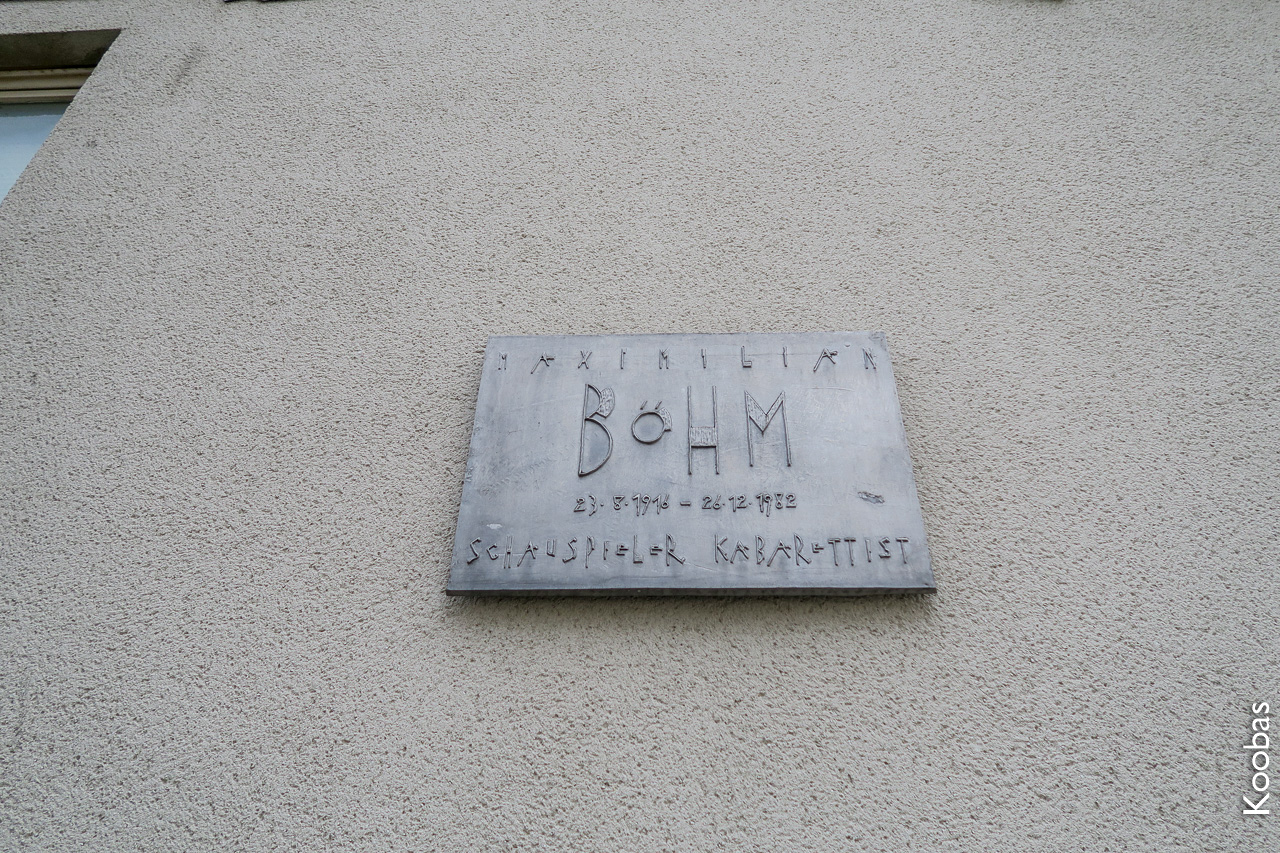 MAXIMILIAN
BÖHM
23·8·1916 – 26·12·1982
SCHAUSPIELER KABARETTIST
Koobas